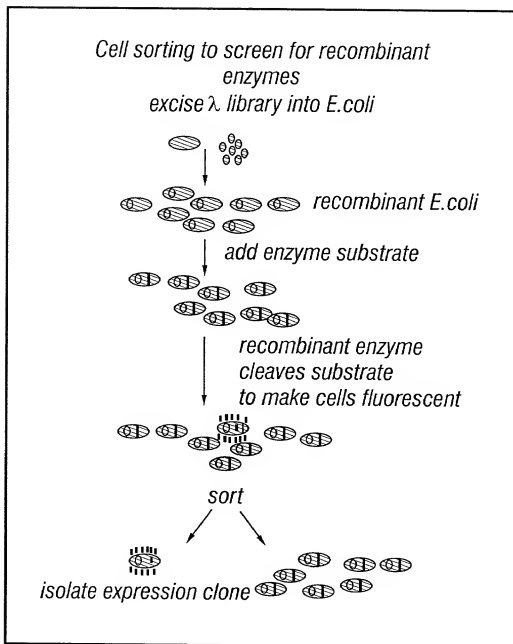 Cell sorting to screen for recombinant
enzymes
excise λ library into E.coli
recombinant E.coli
add enzyme substrate
recombinant enzyme
cleaves substrate
to make cells fluorescent
sort
isolate expression clone